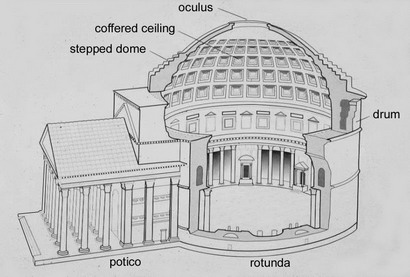 oculus
coffered ceiling
stepped dome
drum
potico
rotunda